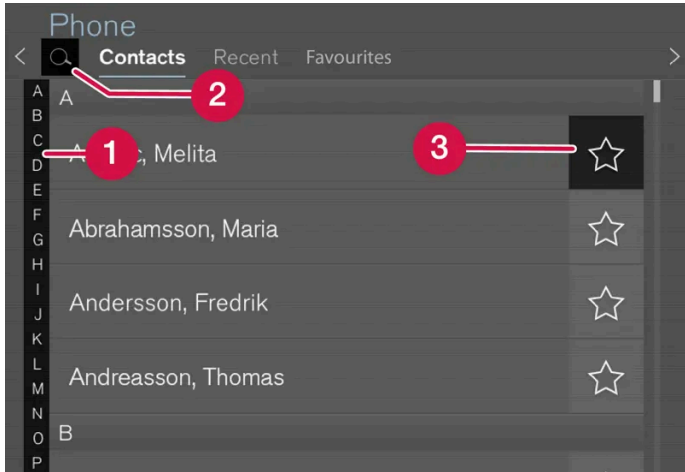 Phone
Contacts Recent Favourites
A
B
C
D
E
F
G
H
I
J
K
L
M
N
O
P
A
Melita
Abrahamsson, Maria
Andersson, Fredrik
Andreasson, Thomas
B
1
2
3